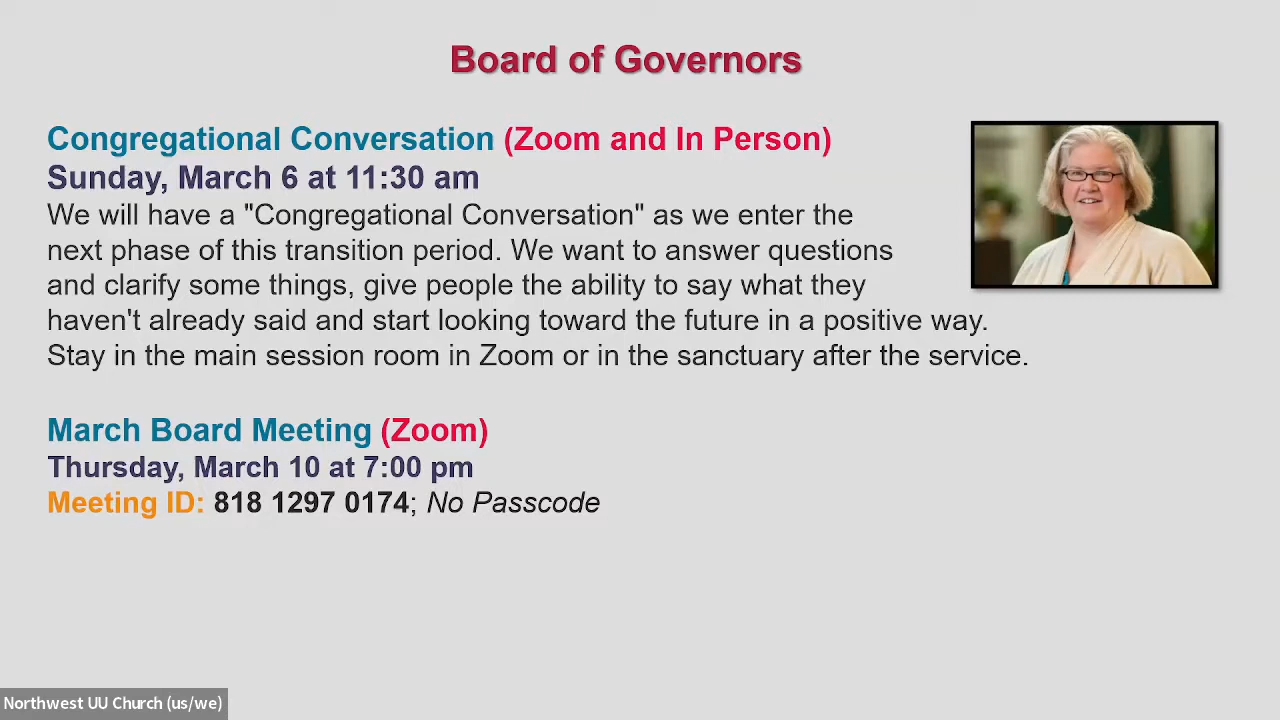 Board of Governors
Congregational Conversation (Zoom and In Person)
Sunday, March 6 at 11:30 am
We will have a "Congregational Conversation" as we enter the
next phase of this transition period. We want to answer questions
and clarify some things, give people the ability to say what they
haven't already said and start looking toward the future in a positive way.
Stay in the main session room in Zoom or in the sanctuary after the service.
March Board Meeting (Zoom)
Thursday, March 10 at 7:00 pm
Meeting ID: 818 1297 0174; No Passcode
Northwest UU Church (us/we)